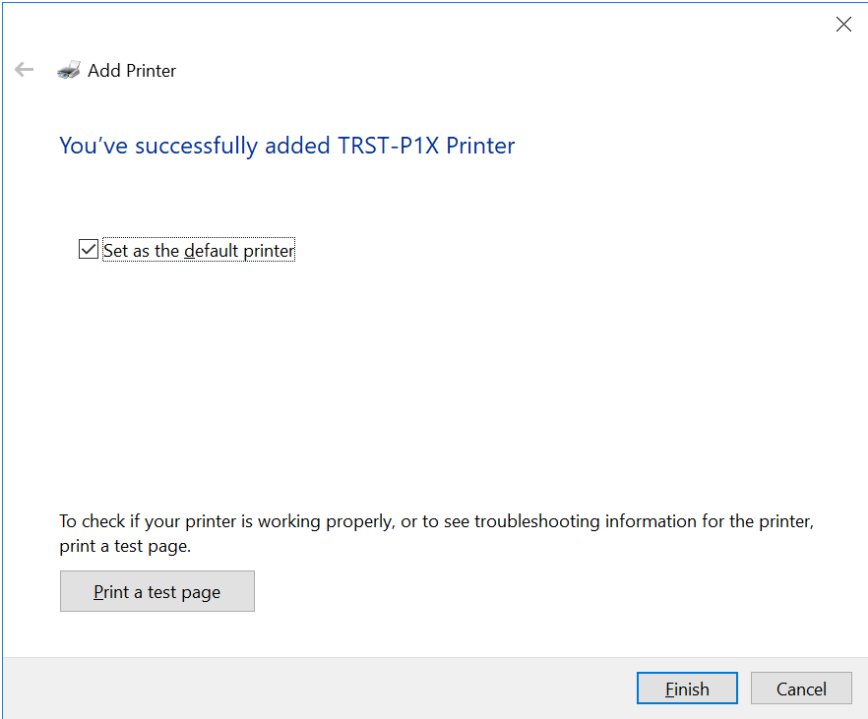 Add Printer
You’ve successfully added TRST-P1X Printer
Set as the default printer
To check if your printer is working properly, or to see troubleshooting information for the printer,
print a test page.
Print a test page
Finish
Cancel